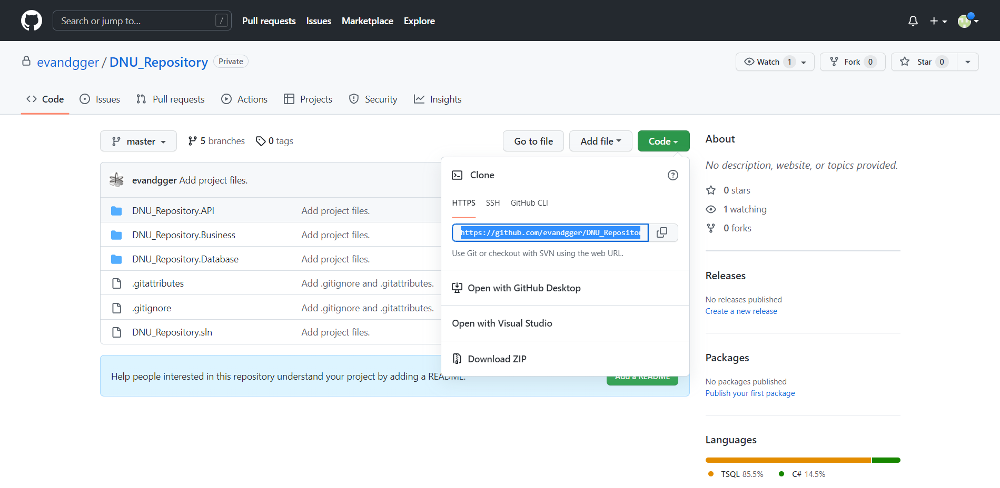 Search or jump to... /
Pull requests Issues Marketplace Explore
evandgger / DNU_Repository Private
Watch 1 Fork 0 Star 0
Code Issues Pull requests Actions Projects Security Insights
master 5 branches 0 tags
Go to file Add file Code
evandgger Add project files.
DNU_Repository.API Add project files.
DNU_Repository.Business Add project files.
DNU_Repository.Database Add project files.
.gitattributes Add .gitignore and .gitattributes.
.gitignore Add .gitignore and .gitattributes.
DNU_Repository.sln Add project files.
Help people interested in this repository understand your project by adding a README.
Add a README
Clone
HTTPS SSH GitHub CLI
https://github.com/evandgger/DNU_Repositor
Use Git or checkout with SVN using the web URL.
Open with GitHub Desktop
Open with Visual Studio
Download ZIP
About
No description, website, or topics provided.
0 stars
1 watching
0 forks
Releases
No releases published
Create a new release
Packages
No packages published
Publish your first package
Languages
TSQL 85.5% C# 14.5%